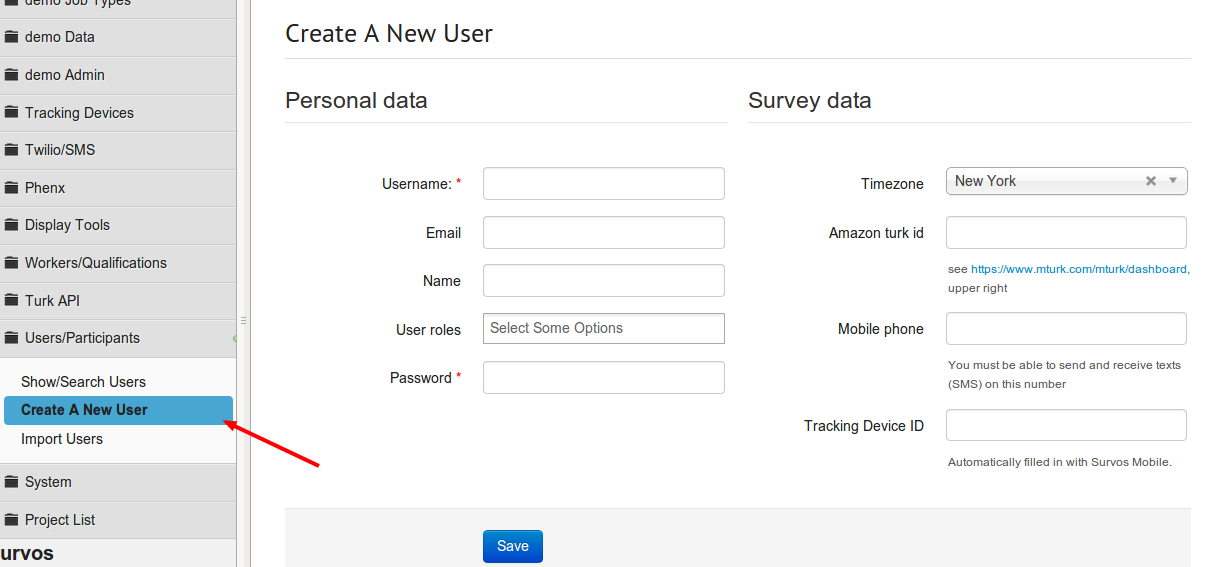 demo Job Types
demo Data
demo Admin
Tracking Devices
Twilio/SMS
Phenx
Display Tools
Workers/Qualifications
Turk API
Users/Participants
Show/Search Users
Create A New User
Import Users
System
Project List
urvos
Create A New User
Personal data
Username: *
Email
Name
User roles
Select Some Options
Password *
Survey data
Timezone
New York
Amazon turk id
see https://www.mturk.com/mturk/dashboard,
upper right
Mobile phone
You must be able to send and receive texts
(SMS) on this number
Tracking Device ID
Automatically filled in with Survos Mobile.
Save